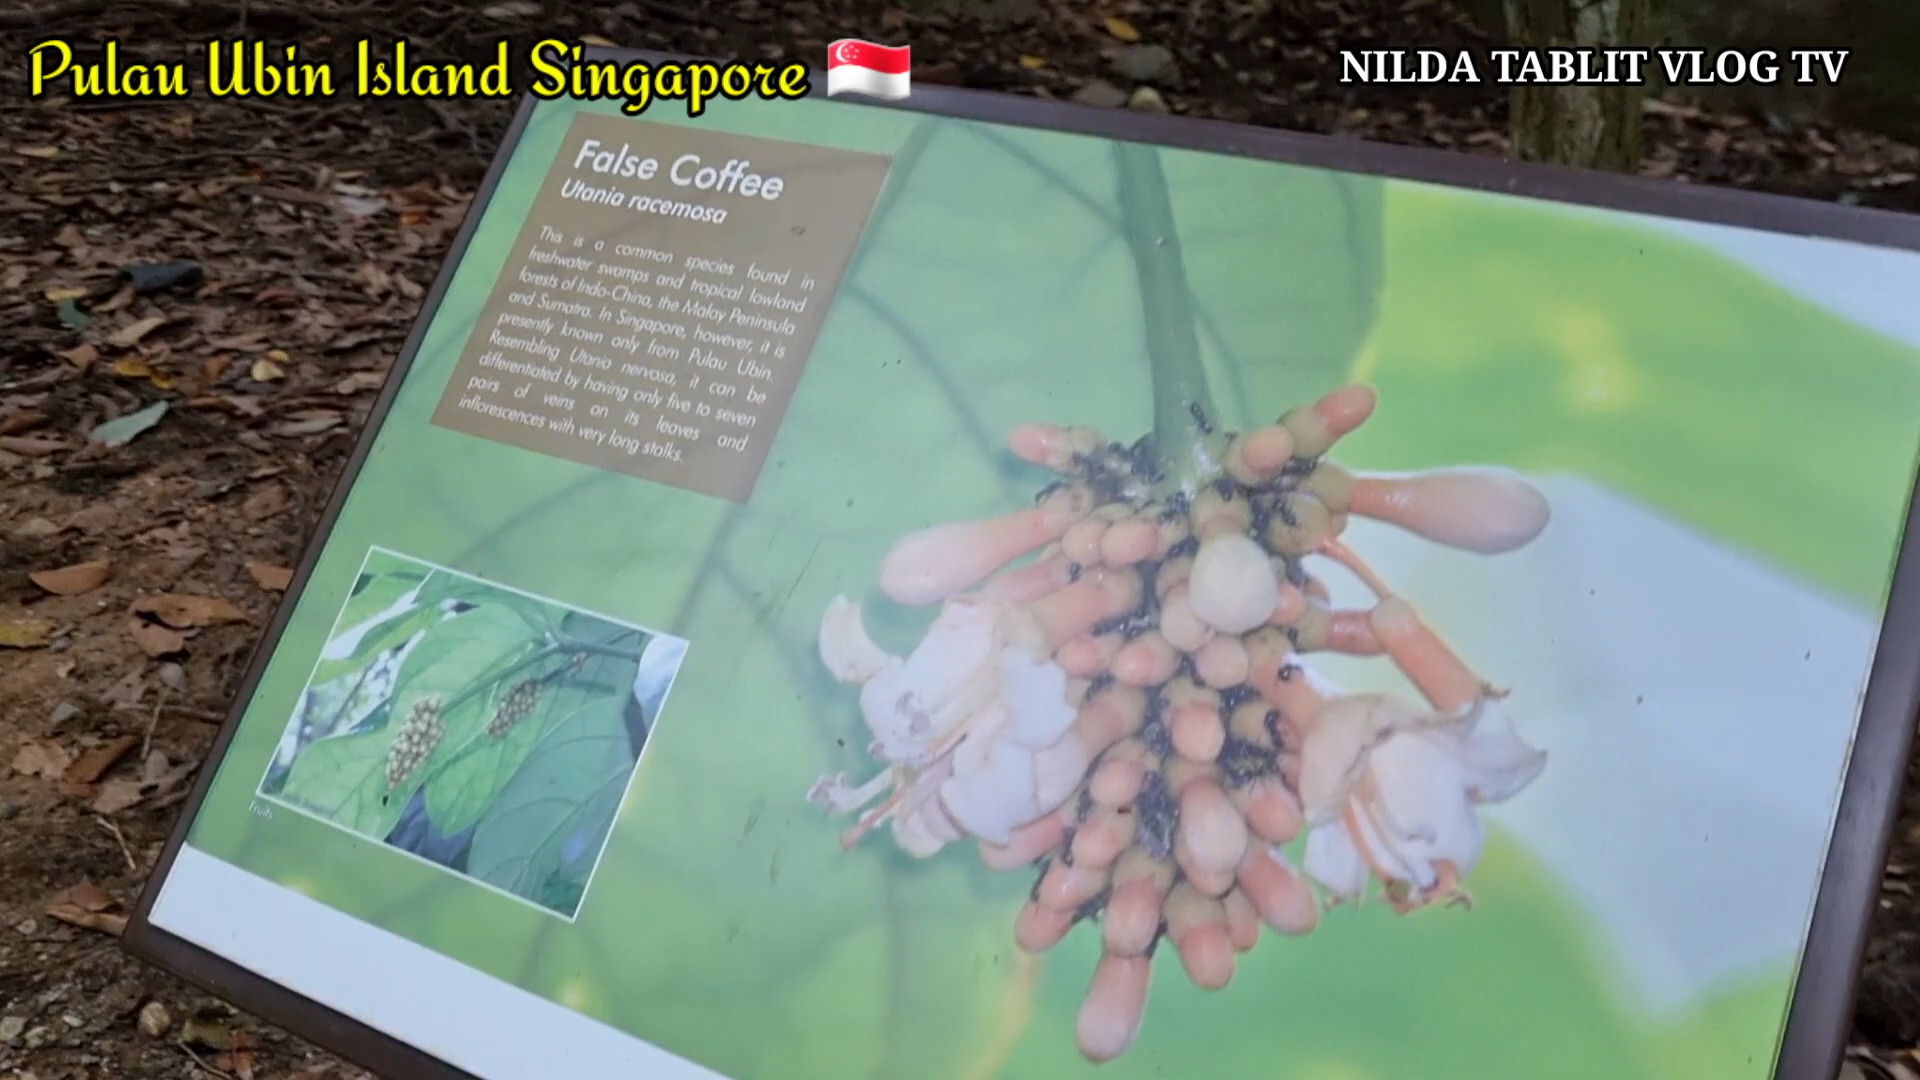 Pulau Ubin Island Singapore 🇸🇬
NILDA TABLIT VLOG TV
False Coffee
Utania racemosa
This is a common species found in
freshwater swamps and tropical lowland
forests of Indo-China, the Malay Peninsula
and Sumatra. In Singapore, however, it is
presently known only from Pulau Ubin.
Resembling Utania nervosa, it can be
differentiated by having only five to seven
pairs of veins on its leaves and
inflorescences with very long stalks.
Fruits